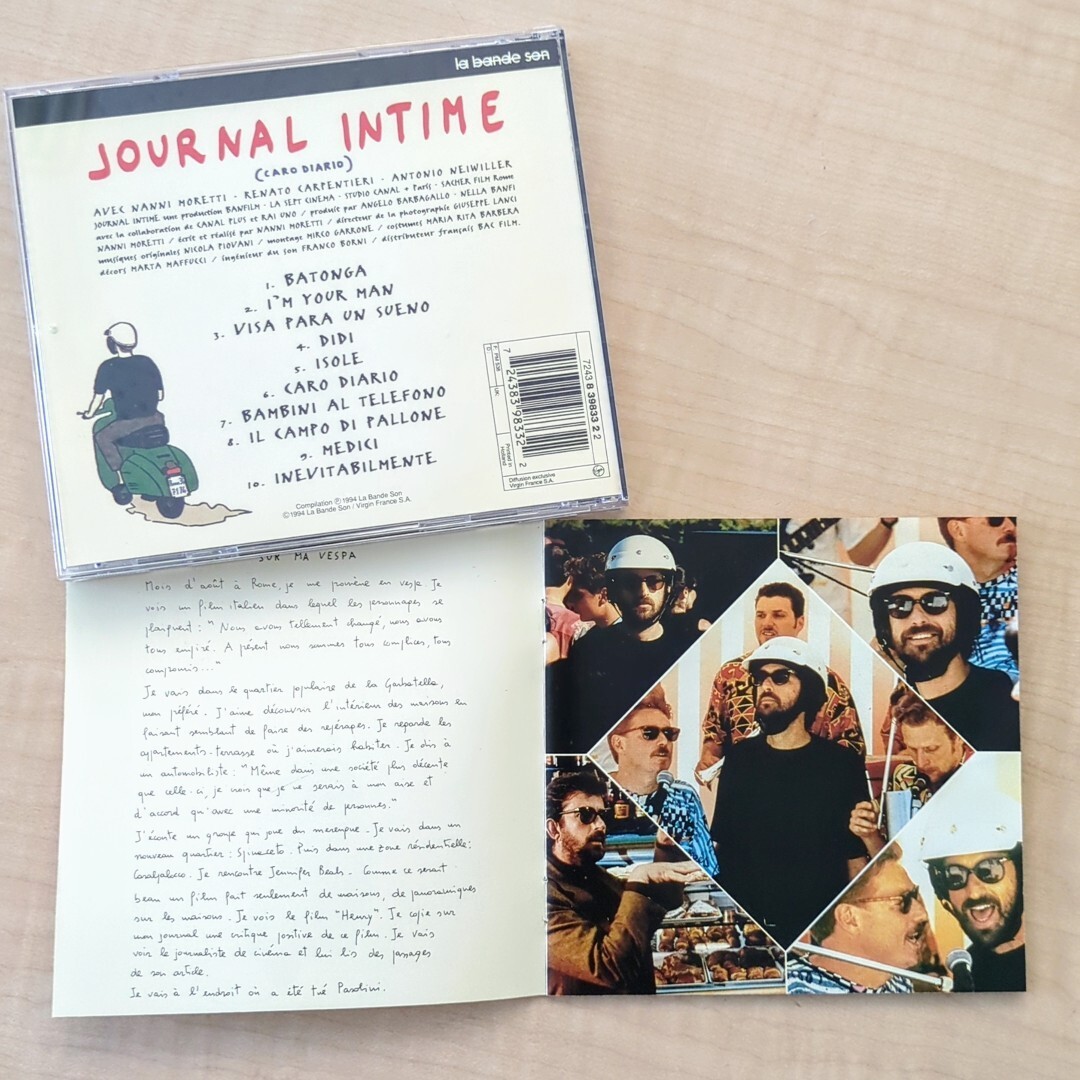 la bande son
JOURNAL INTIME
(CARO DIARIO)
AVEC NANNI MORETTI · RENATO CARPENTIERI · ANTONIO NEIWILLER
JOURNAL INTIME une production BANFILM · LA SEPT CINEMA · STUDIO CANAL + Paris · SACHER FILM Rome
avec la collaboration de CANAL PLUS et RAI UNO / produit par ANGELO BARBAGALLO · NELLA BANFI
NANNI MORETTI / écrit et réalisé par NANNI MORETTI / directeur de la photographie GIUSEPPE LANCI
musiques originales NICOLA PIOVANI / montage MIRCO GARRONE / costumes MARIA RITA BARBERA
décors MARTA MAFFUCCI / ingénieur du son FRANCO BORNI / distributeur français BAC FILM.
1. BATONGA
2. I'M YOUR MAN
3. VISA PARA UN SUENO
4. DIDI
5. ISOLE
6. CARO DIARIO
7. BAMBINI AL TELEFONO
8. IL CAMPO DI PALLONE
9. MEDICI
10. INEVITABILMENTE
Compilation ℗ 1994 La Bande Son
©1994 La Bande Son / Virgin France S.A.
7243 8 39833 2 2
7 24383 98332 2
UK:
Printed in Holland
Diffusion exclusive
Virgin France S.A.
SUR MA VESPA
Mois d'août à Rome, je me promène en vespa. Je
vois un film italien dans lequel les personnages se
plaignent : "Nous avons tellement changé, nous avons
tous empiré. A présent nous sommes tous complices, tous
compromis..."
Je vais dans le quartier populaire de la Garbatella,
mon préféré. J'aime découvrir l'intérieur des maisons en
faisant semblant de faire des repérages. Je regarde les
appartements-terrasse où j'aimerais habiter. Je dis à
un automobiliste : "Même dans une société plus décente
que celle-ci, je crois que je ne serais à mon aise et
d'accord qu'avec une minorité de personnes."
J'écoute un groupe qui joue du merengue. Je vais dans un
nouveau quartier : Spinaceto. Puis dans une zone résidentielle :
Casalpalocco. Je rencontre Jennifer Beals. Comme ce serait
beau un film fait seulement de maisons, de panoramiques
sur les maisons. Je vois le film "Henry". Je copie sur
mon journal une critique positive de ce film. Je vais
voir le journaliste de cinéma et lui lis des passages
de son article.
Je vais à l'endroit où a été tué Pasolini.